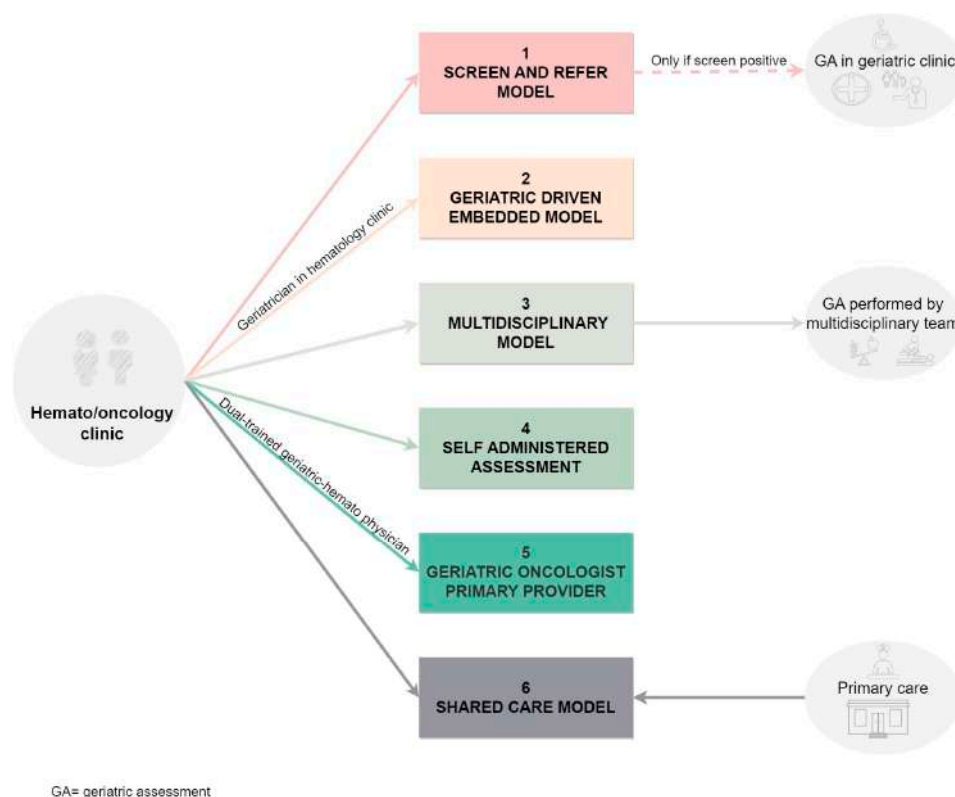 1
SCREEN AND REFER
MODEL
Only if screen positive
GA in geriatric clinic
2
GERIATRIC DRIVEN
EMBEDDED MODEL
Geriatrician in hematology clinic
3
MULTIDISCIPLINARY
MODEL
GA performed by
multidisciplinary team
Hemato/oncology
clinic
4
SELF ADMINISTERED
ASSESSMENT
Dual-trained geriatric-hemato physician
5
GERIATRIC ONCOLOGIST
PRIMARY PROVIDER
6
SHARED CARE MODEL
Primary care
GA= geriatric assessment